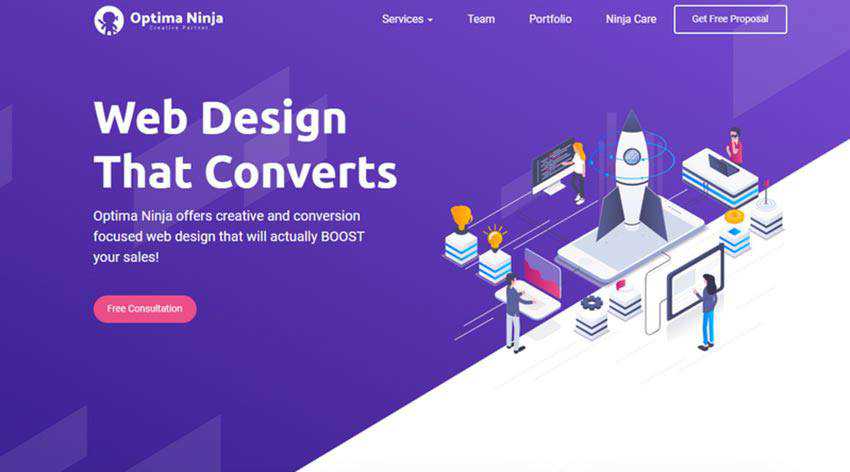 Optima Ninja
Creative Partner
Services
Team
Portfolio
Ninja Care
Get Free Proposal
Web Design
That Converts
Optima Ninja offers creative and conversion
focused web design that will actually BOOST
your sales!
Free Consultation